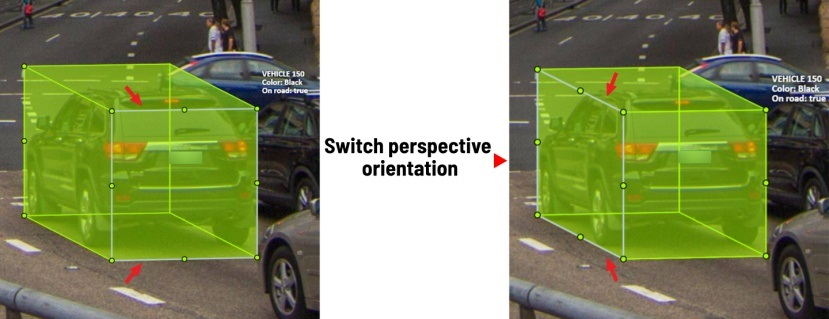 VEHICLE 150
Color: Black
On road: true
Switch perspective
orientation
VEHICLE 150
Color: Black
On road: true